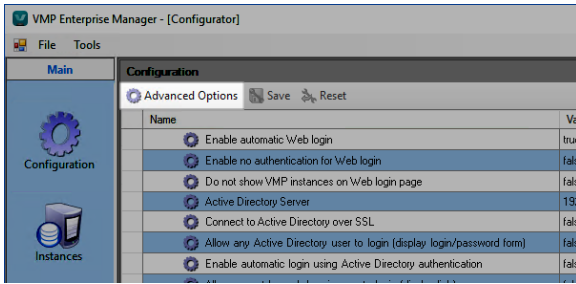 VMP Enterprise Manager - [Configurator]
File Tools
Main
Configuration
Advanced Options Save Reset
Name
Enable automatic Web login
Enable no authentication for Web login
Do not show VMP instances on Web login page
Active Directory Server
Connect to Active Directory over SSL
Allow any Active Directory user to login (display login/password form)
Enable automatic login using Active Directory authentication
Configuration
Instances